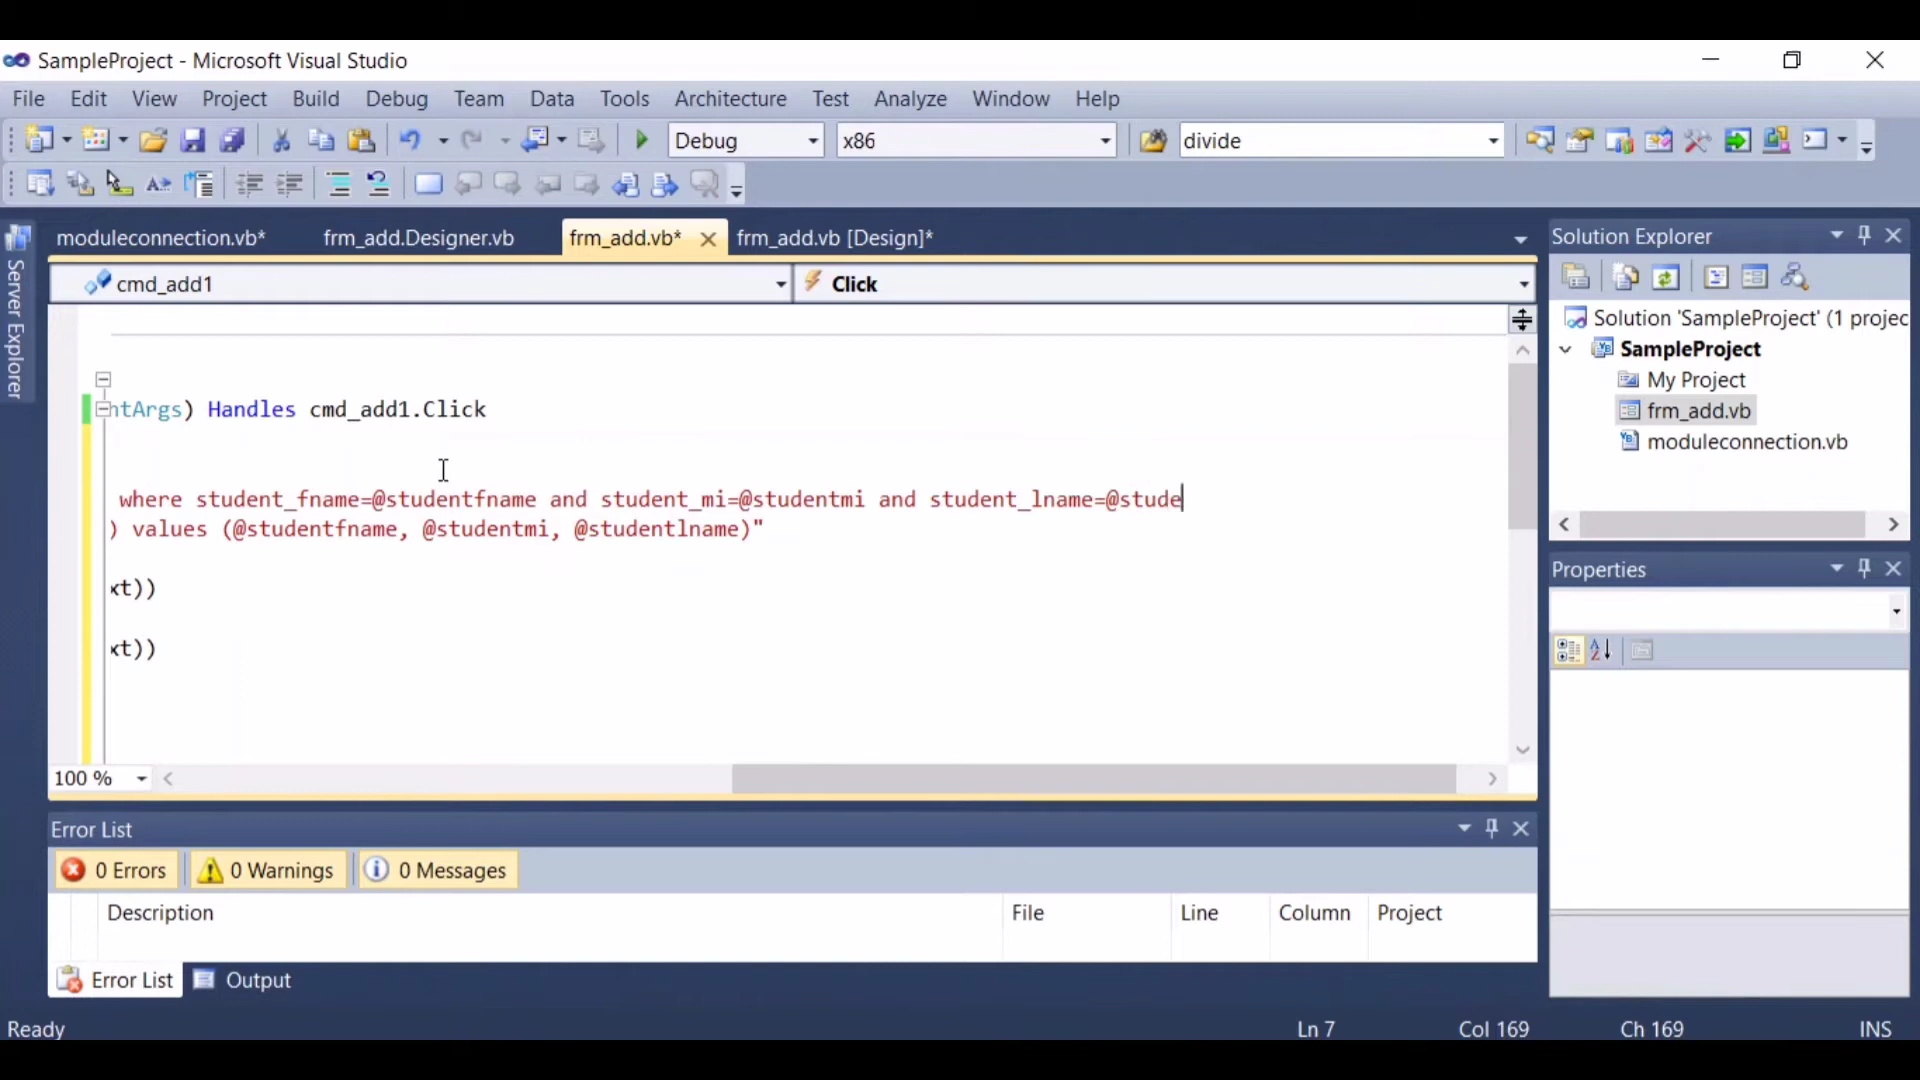 SampleProject - Microsoft Visual Studio
File Edit View Project Build Debug Team Data Tools Architecture Test Analyze Window Help
Debug x86 divide
moduleconnection.vb* frm_add.Designer.vb frm_add.vb* frm_add.vb [Design]*
Server Explorer
cmd_add1 Click
ntArgs) Handles cmd_add1.Click
where student_fname=@studentfname and student_mi=@studentmi and student_lname=@stude
) values (@studentfname, @studentmi, @studentlname)"
xt))
xt))
100 %
Solution Explorer
Solution 'SampleProject' (1 projec
SampleProject
My Project
frm_add.vb
moduleconnection.vb
Properties
Error List
0 Errors 0 Warnings 0 Messages
Description File Line Column Project
Error List Output
Ready Ln 7 Col 169 Ch 169 INS